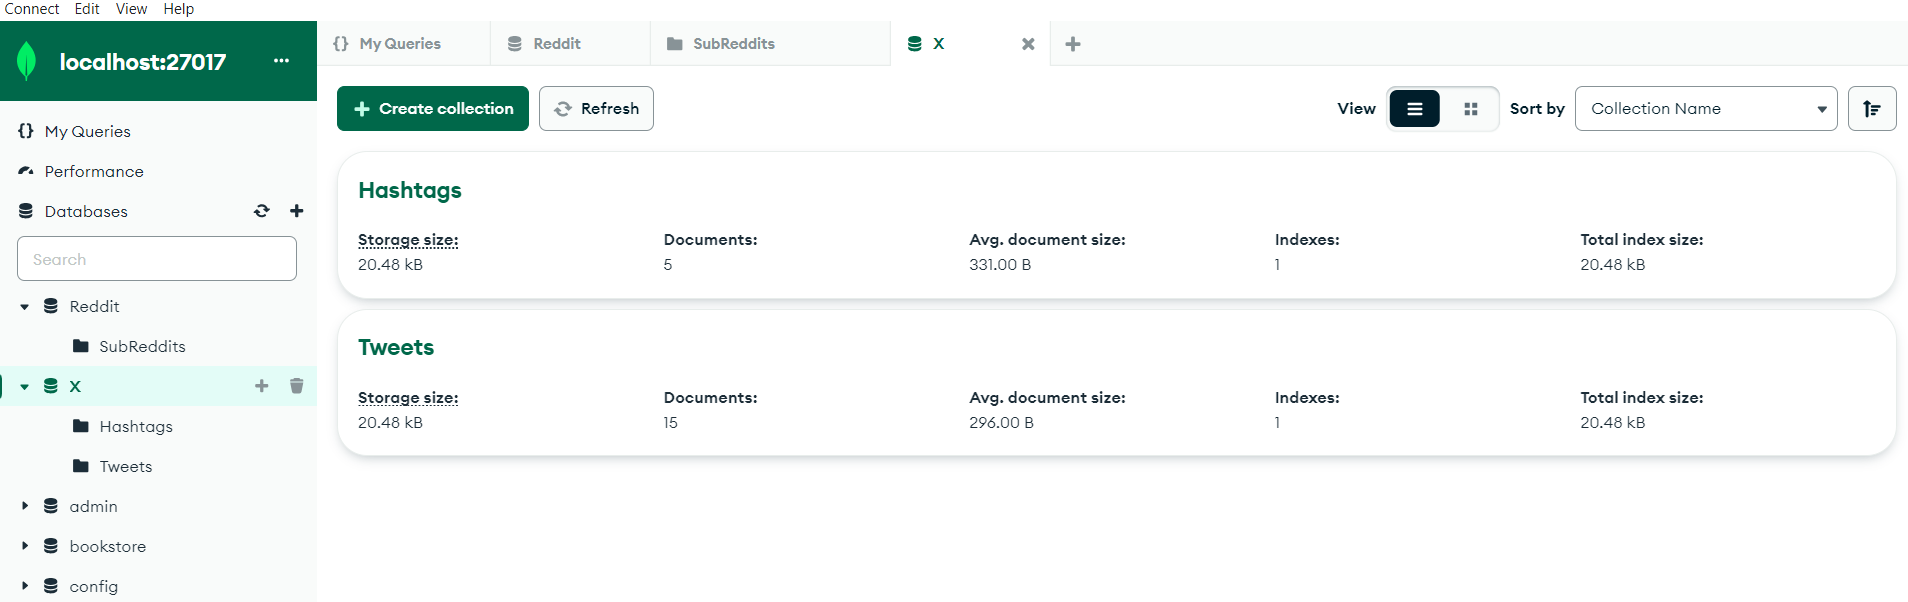 Connect Edit View Help
localhost:27017 ...
{} My Queries
Performance
Databases
Search
Reddit
SubReddits
X
Hashtags
Tweets
admin
bookstore
config
{} My Queries Reddit SubReddits X
Create collection Refresh View Sort by Collection Name
Hashtags
Storage size: Documents: Avg. document size: Indexes: Total index size:
20.48 kB 5 331.00 B 1 20.48 kB
Tweets
Storage size: Documents: Avg. document size: Indexes: Total index size:
20.48 kB 15 296.00 B 1 20.48 kB